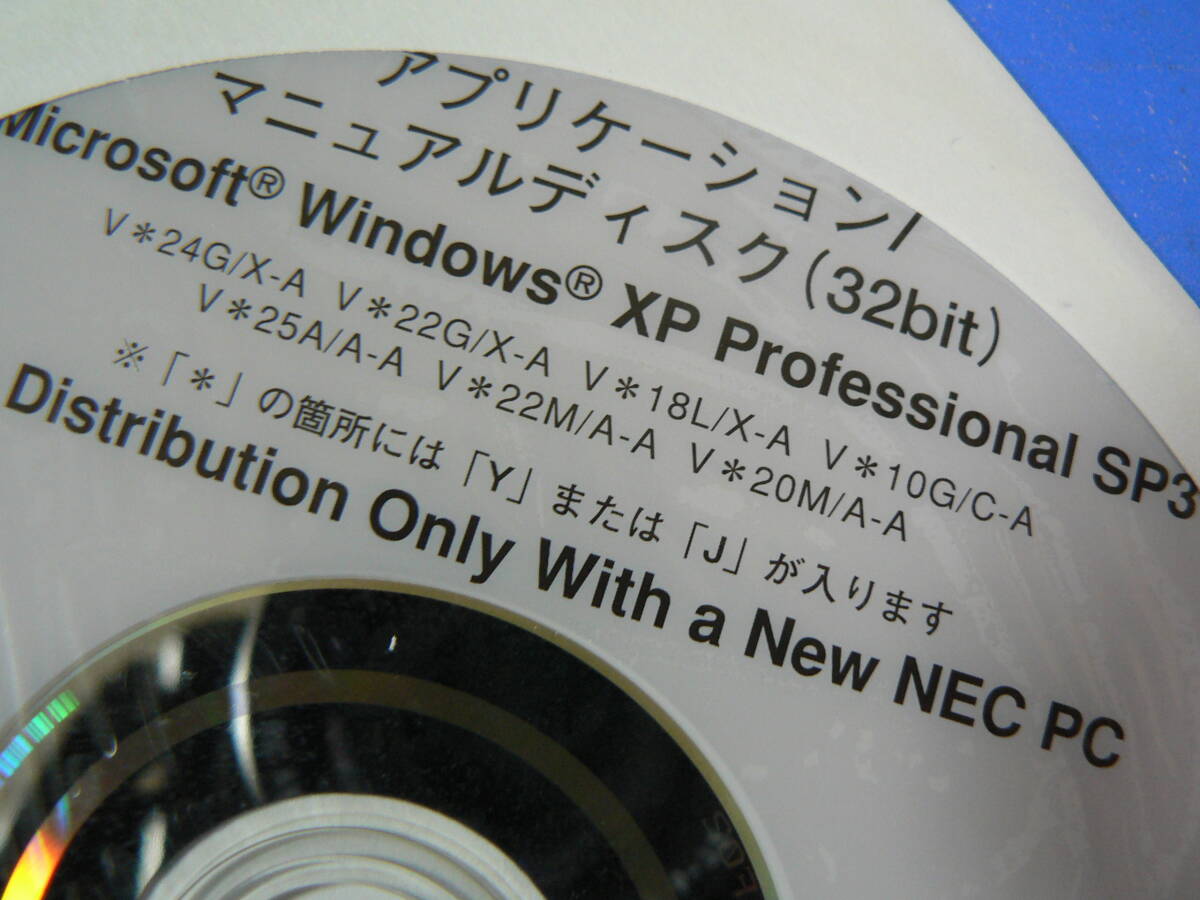 アプリケーション/
マニュアルディスク(32bit)
Microsoft® Windows® XP Professional SP3
V*24G/X-A V*22G/X-A V*18L/X-A V*10G/C-A
V*25A/A-A V*22M/A-A V*20M/A-A
※「*」の箇所には「Y」または「J」が入ります
Distribution Only With a New NEC PC